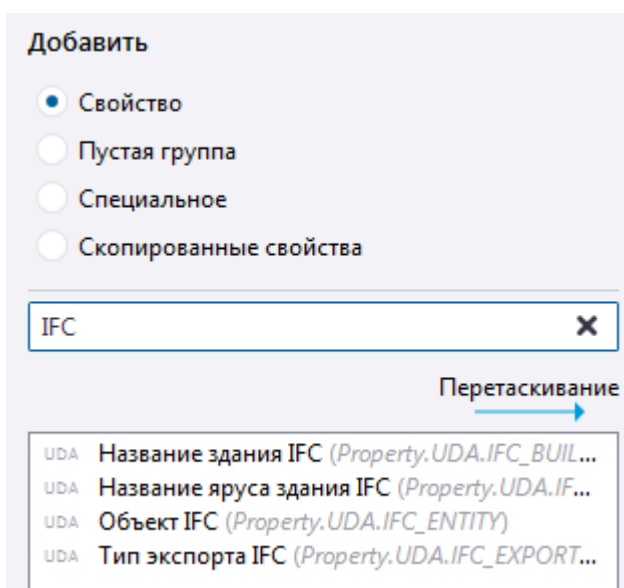 Добавить
Свойство
Пустая группа
Специальное
Скопированные свойства
IFC
Перетаскивание
UDA Название здания IFC (Property.UDA.IFC_BUIL...
UDA Название яруса здания IFC (Property.UDA.IF...
UDA Объект IFC (Property.UDA.IFC_ENTITY)
UDA Тип экспорта IFC (Property.UDA.IFC_EXPORT...